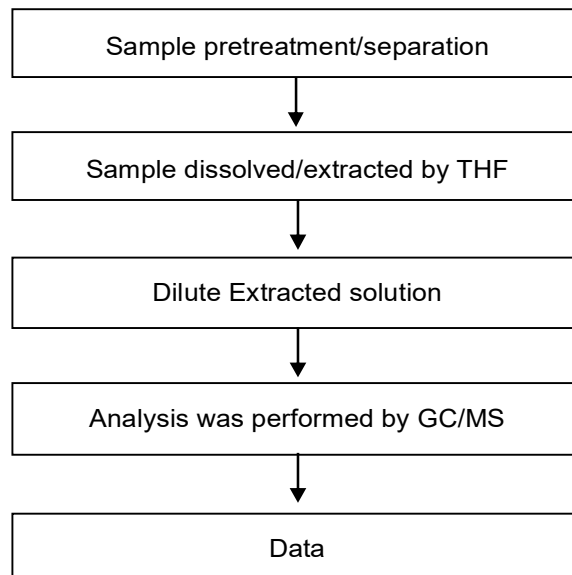 Sample pretreatment/separation
Sample dissolved/extracted by THF
Dilute Extracted solution
Analysis was performed by GC/MS
Data